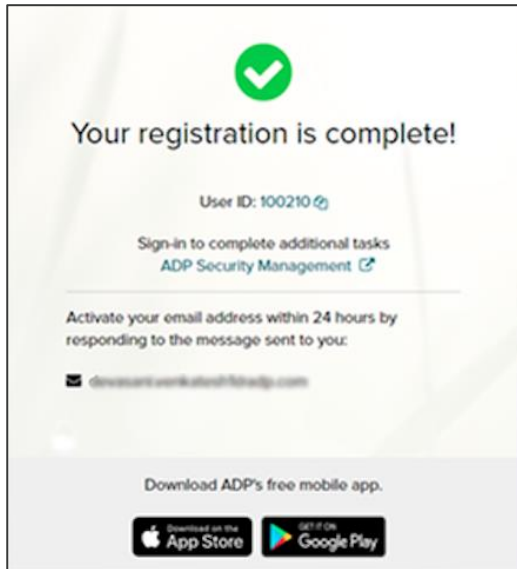 Your registration is complete!
User ID: 100210
Sign-in to complete additional tasks
ADP Security Management
Activate your email address within 24 hours by
responding to the message sent to you:
Download ADP's free mobile app.
Download on the
App Store
GET IT ON
Google Play